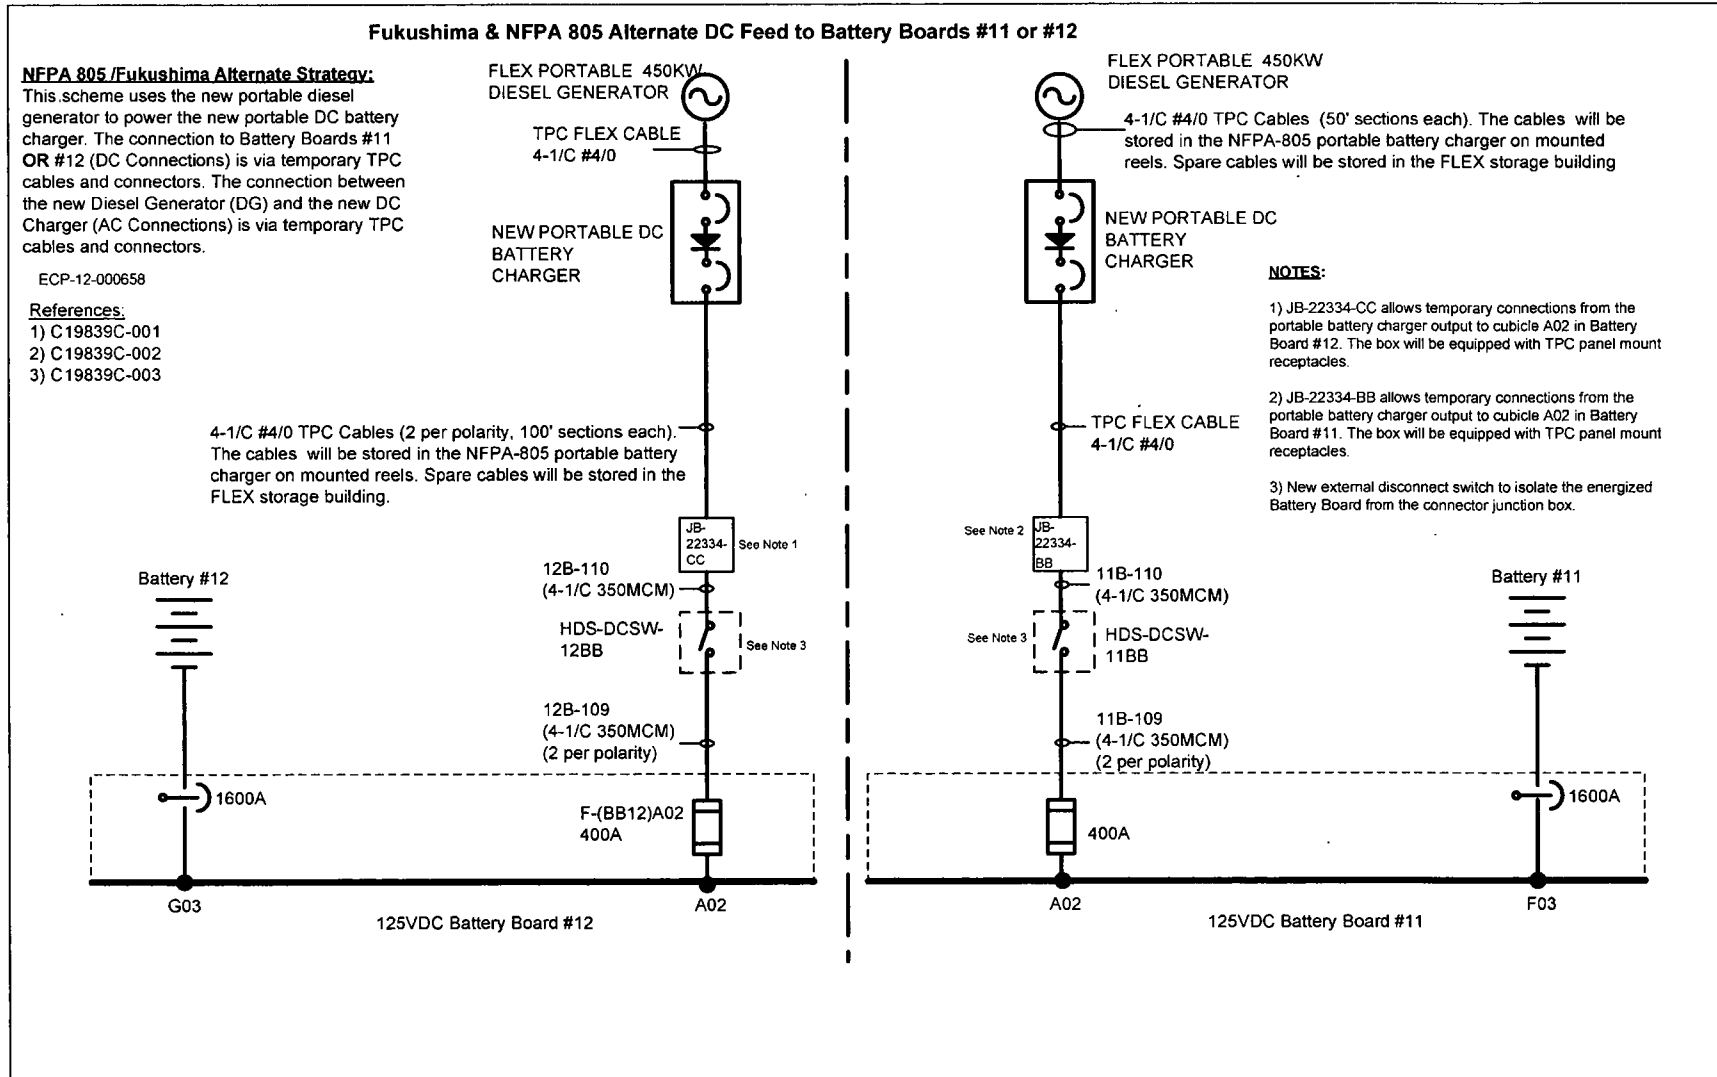 Fukushima & NFPA 805 Alternate DC Feed to Battery Boards #11 or #12
NFPA 805 /Fukushima Alternate Strategy:
This scheme uses the new portable diesel
generator to power the new portable DC battery
charger. The connection to Battery Boards #11
OR #12 (DC Connections) is via temporary TPC
cables and connectors. The connection between
the new Diesel Generator (DG) and the new DC
Charger (AC Connections) is via temporary TPC
cables and connectors.
ECP-12-000658
References:
1) C19839C-001
2) C19839C-002
3) C19839C-003
FLEX PORTABLE 450KW
DIESEL GENERATOR
TPC FLEX CABLE
4-1/C #4/0
NEW PORTABLE DC
BATTERY
CHARGER
4-1/C #4/0 TPC Cables (2 per polarity, 100' sections each).
The cables will be stored in the NFPA-805 portable battery
charger on mounted reels. Spare cables will be stored in the
FLEX storage building.
JB-
22334-
CC
See Note 1
12B-110
(4-1/C 350MCM)
HDS-DCSW-
12BB
See Note 3
12B-109
(4-1/C 350MCM)
(2 per polarity)
Battery #12
1600A
F-(BB12)A02
400A
G03
A02
125VDC Battery Board #12
FLEX PORTABLE 450KW
DIESEL GENERATOR
4-1/C #4/0 TPC Cables (50' sections each). The cables will be
stored in the NFPA-805 portable battery charger on mounted
reels. Spare cables will be stored in the FLEX storage building
NEW PORTABLE DC
BATTERY
CHARGER
NOTES:
1) JB-22334-CC allows temporary connections from the
portable battery charger output to cubicle A02 in Battery
Board #12. The box will be equipped with TPC panel mount
receptacles.
2) JB-22334-BB allows temporary connections from the
portable battery charger output to cubicle A02 in Battery
Board #11. The box will be equipped with TPC panel mount
receptacles.
3) New external disconnect switch to isolate the energized
Battery Board from the connector junction box.
TPC FLEX CABLE
4-1/C #4/0
See Note 2
JB-
22334-
BB
11B-110
(4-1/C 350MCM)
See Note 3
HDS-DCSW-
11BB
11B-109
(4-1/C 350MCM)
(2 per polarity)
Battery #11
400A
1600A
A02
F03
125VDC Battery Board #11